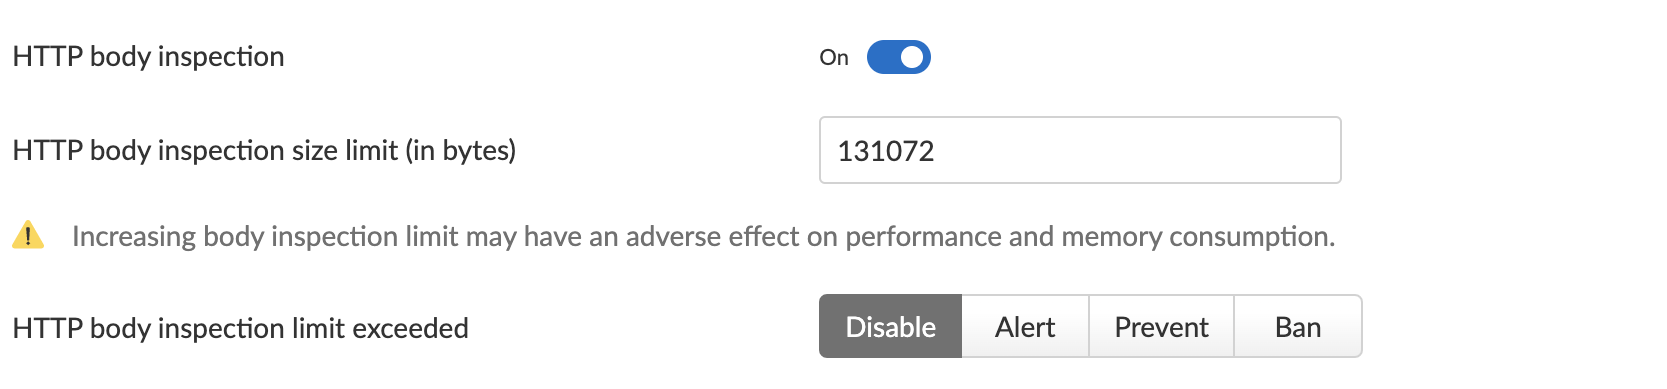 HTTP body inspection On
HTTP body inspection size limit (in bytes) 131072
Increasing body inspection limit may have an adverse effect on performance and memory consumption.
HTTP body inspection limit exceeded Disable Alert Prevent Ban